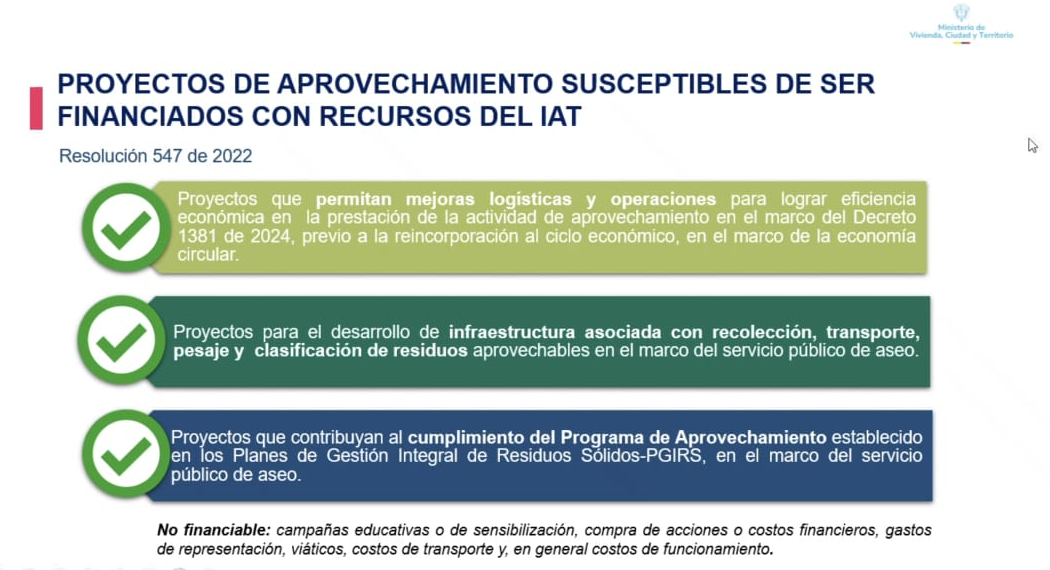 Ministerio de
Vivienda, Ciudad y Territorio
PROYECTOS DE APROVECHAMIENTO SUSCEPTIBLES DE SER
FINANCIADOS CON RECURSOS DEL IAT
Resolución 547 de 2022
Proyectos que permitan mejoras logísticas y operaciones para lograr eficiencia
económica en la prestación de la actividad de aprovechamiento en el marco del Decreto
1381 de 2024, previo a la reincorporación al ciclo económico, en el marco de la economía
circular.
Proyectos para el desarrollo de infraestructura asociada con recolección, transporte,
pesaje y clasificación de residuos aprovechables en el marco del servicio público de aseo.
Proyectos que contribuyan al cumplimiento del Programa de Aprovechamiento establecido
en los Planes de Gestión Integral de Residuos Sólidos-PGIRS, en el marco del servicio
público de aseo.
No financiable: campañas educativas o de sensibilización, compra de acciones o costos financieros, gastos
de representación, viáticos, costos de transporte y, en general costos de funcionamiento.